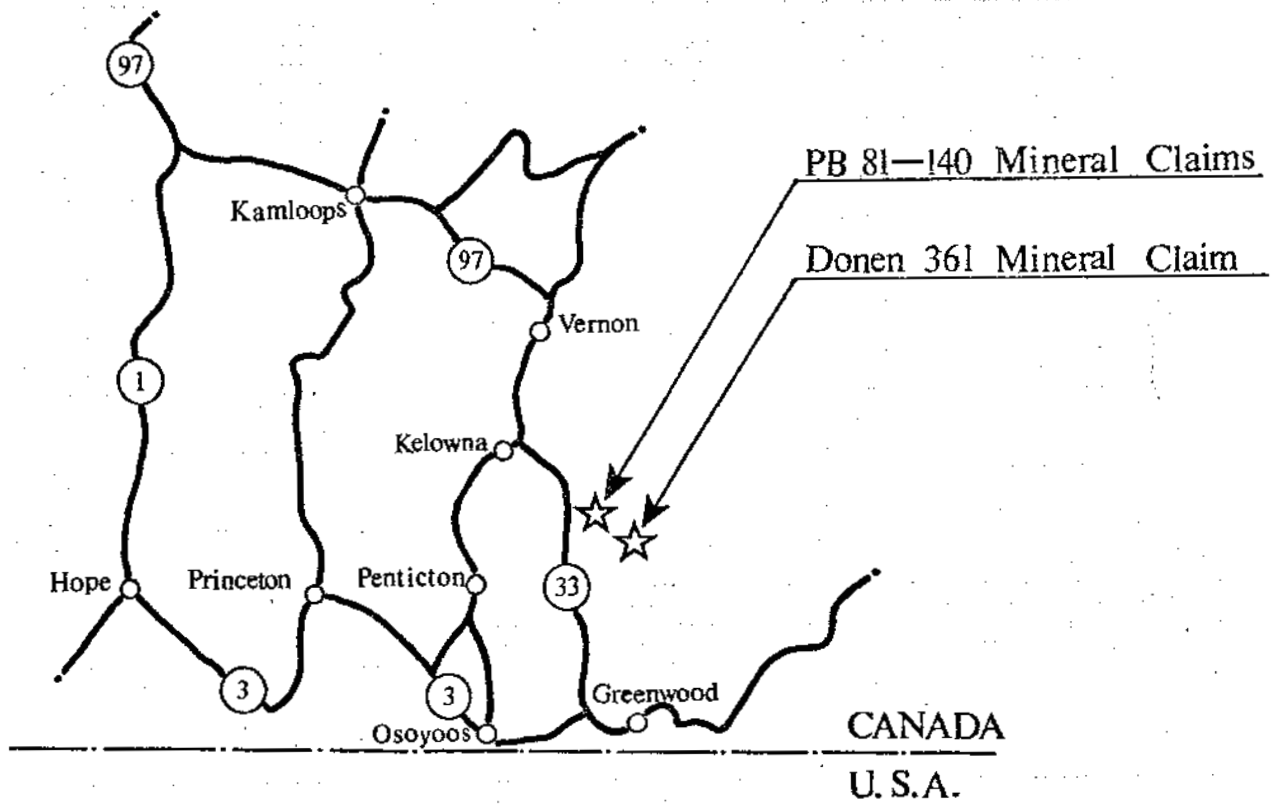 97
PB 81—140 Mineral Claims
Kamloops
Donen 361 Mineral Claim
97
Vernon
1
Kelowna
Hope
Princeton
Penticton
33
3
3
Greenwood
Osoyoos
CANADA
U.S.A.